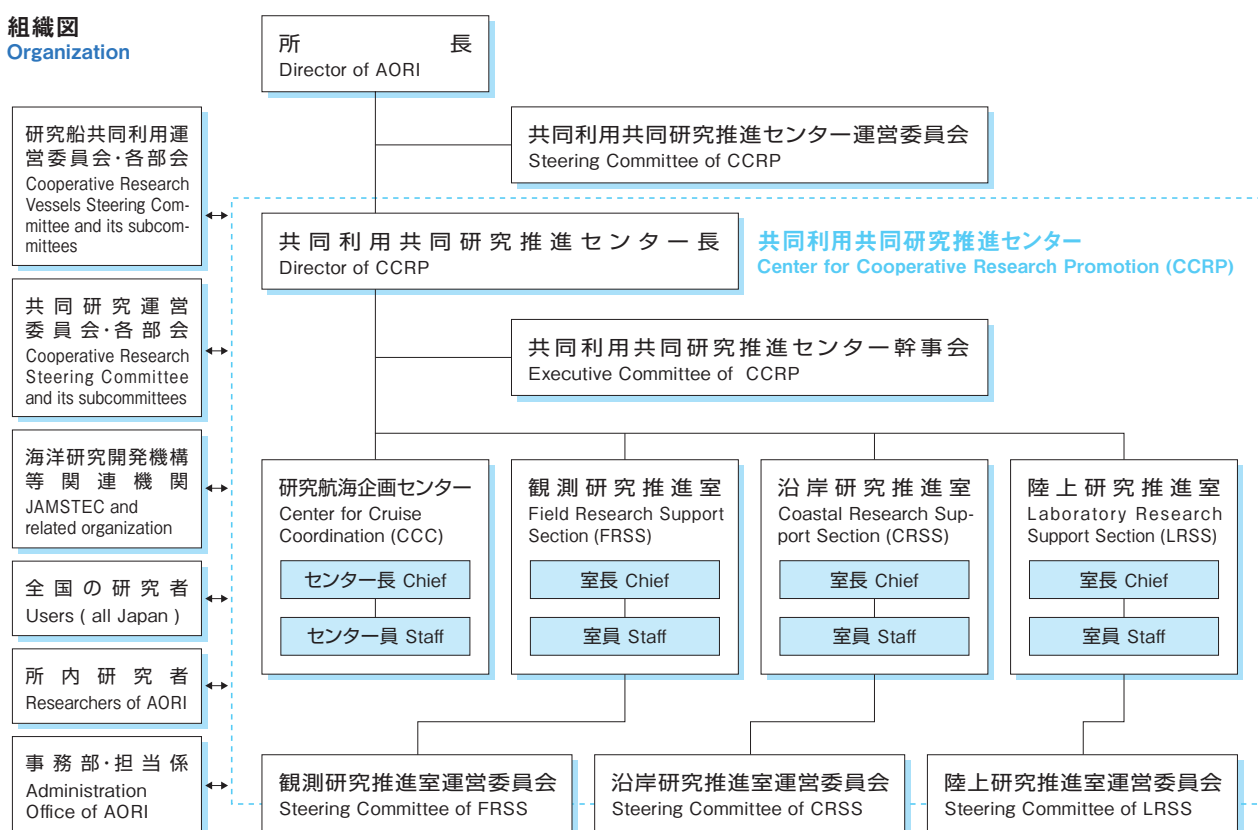 組織図
Organization
所長
Director of AORI
共同利用共同研究推進センター運営委員会
Steering Committee of CCRP
研究船共同利用運
営委員会・各部会
Cooperative Research
Vessels Steering Com-
mittee and its subcom-
mittees
共同利用共同研究推進センター長
Director of CCRP
共同利用共同研究推進センター
Center for Cooperative Research Promotion (CCRP)
共同研究運営
委員会・各部会
Cooperative Research
Steering Committee
and its subcommittees
共同利用共同研究推進センター幹事会
Executive Committee of CCRP
海洋研究開発機構
等関連機関
JAMSTEC and
related organization
全国の研究者
Users ( all Japan )
所内研究者
Researchers of AORI
事務部・担当係
Administration
Office of AORI
研究航海企画センター
Center for Cruise
Coordination (CCC)
センター長 Chief
センター員 Staff
観測研究推進室
Field Research Support
Section (FRSS)
室長 Chief
室員 Staff
沿岸研究推進室
Coastal Research Sup-
port Section (CRSS)
室長 Chief
室員 Staff
陸上研究推進室
Laboratory Research
Support Section (LRSS)
室長 Chief
室員 Staff
観測研究推進室運営委員会
Steering Committee of FRSS
沿岸研究推進室運営委員会
Steering Committee of CRSS
陸上研究推進室運営委員会
Steering Committee of LRSS